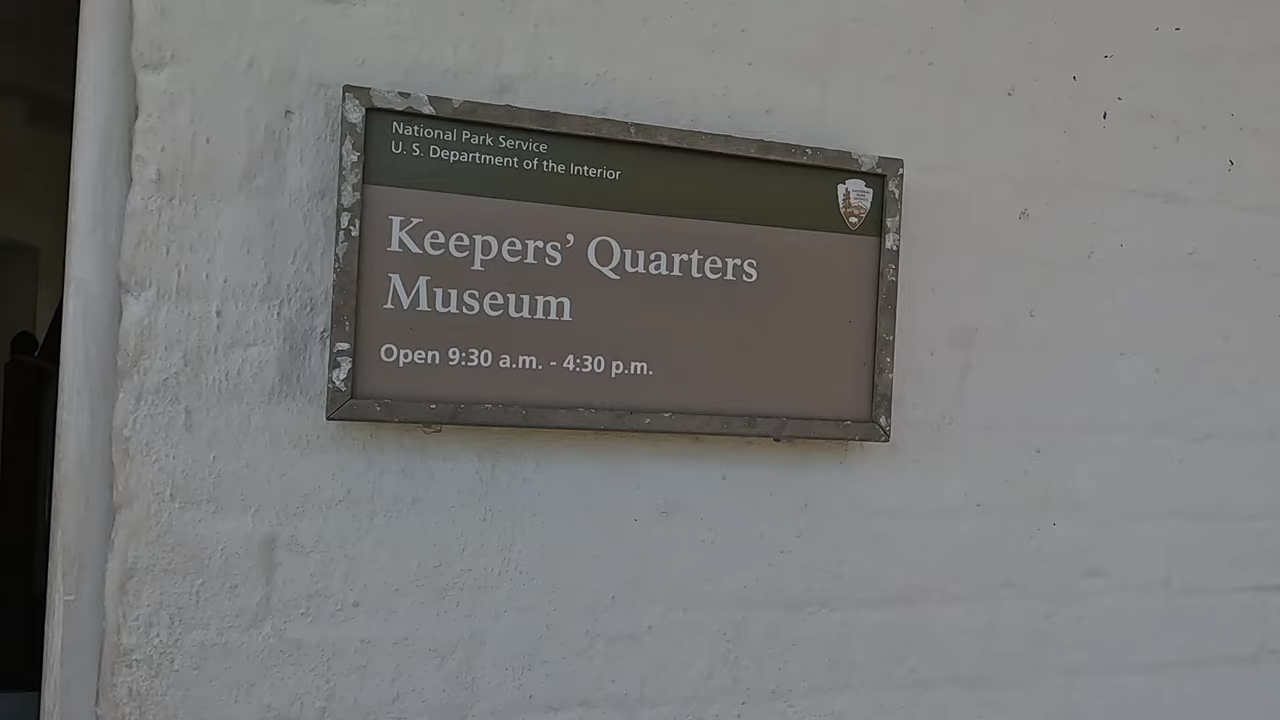 National Park Service
U. S. Department of the Interior
Keepers’ Quarters
Museum
Open 9:30 a.m. - 4:30 p.m.